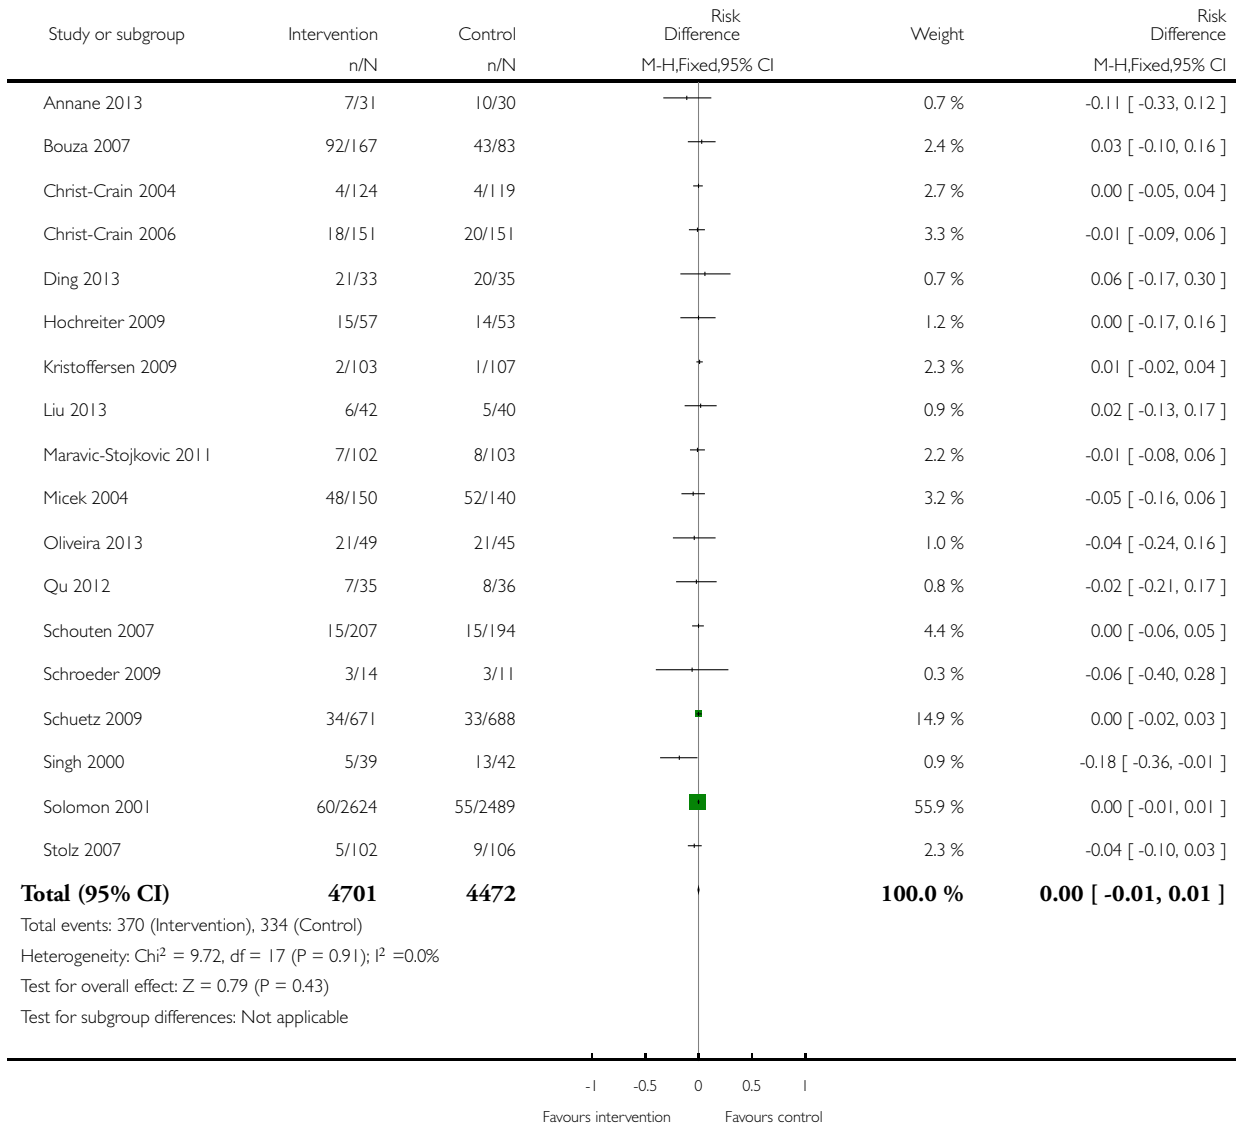 Study or subgroup Intervention Control Risk Difference Weight Risk Difference
n/N n/N M-H,Fixed,95% CI M-H,Fixed,95% CI
Annane 2013 7/31 10/30 0.7 % -0.11 [ -0.33, 0.12 ]
Bouza 2007 92/167 43/83 2.4 % 0.03 [ -0.10, 0.16 ]
Christ-Crain 2004 4/124 4/119 2.7 % 0.00 [ -0.05, 0.04 ]
Christ-Crain 2006 18/151 20/151 3.3 % -0.01 [ -0.09, 0.06 ]
Ding 2013 21/33 20/35 0.7 % 0.06 [ -0.17, 0.30 ]
Hochreiter 2009 15/57 14/53 1.2 % 0.00 [ -0.17, 0.16 ]
Kristoffersen 2009 2/103 1/107 2.3 % 0.01 [ -0.02, 0.04 ]
Liu 2013 6/42 5/40 0.9 % 0.02 [ -0.13, 0.17 ]
Maravic-Stojkovic 2011 7/102 8/103 2.2 % -0.01 [ -0.08, 0.06 ]
Micek 2004 48/150 52/140 3.2 % -0.05 [ -0.16, 0.06 ]
Oliveira 2013 21/49 21/45 1.0 % -0.04 [ -0.24, 0.16 ]
Qu 2012 7/35 8/36 0.8 % -0.02 [ -0.21, 0.17 ]
Schouten 2007 15/207 15/194 4.4 % 0.00 [ -0.06, 0.05 ]
Schroeder 2009 3/14 3/11 0.3 % -0.06 [ -0.40, 0.28 ]
Schuetz 2009 34/671 33/688 14.9 % 0.00 [ -0.02, 0.03 ]
Singh 2000 5/39 13/42 0.9 % -0.18 [ -0.36, -0.01 ]
Solomon 2001 60/2624 55/2489 55.9 % 0.00 [ -0.01, 0.01 ]
Stolz 2007 5/102 9/106 2.3 % -0.04 [ -0.10, 0.03 ]
Total (95% CI) 4701 4472 100.0 % 0.00 [ -0.01, 0.01 ]
Total events: 370 (Intervention), 334 (Control)
Heterogeneity: Chi² = 9.72, df = 17 (P = 0.91); I² =0.0%
Test for overall effect: Z = 0.79 (P = 0.43)
Test for subgroup differences: Not applicable
-1 -0.5 0 0.5 1
Favours intervention Favours control